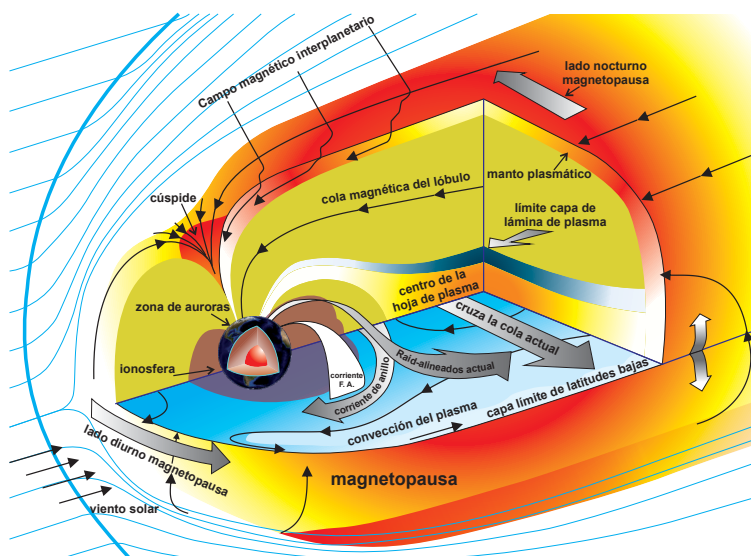 Campo magnético interplanetario
lado nocturno
magnetopausa
manto plasmático
cúspide
cola magnética del lóbulo
límite capa de
lámina de plasma
centro de la
hoja de plasma
zona de auroras
cruza la cola actual
ionosfera
corriente
F. A.
corriente de anillo
Raid-alineados actual
capa límite de latitudes bajas
convección del plasma
lado diurno magnetopausa
magnetopausa
viento solar